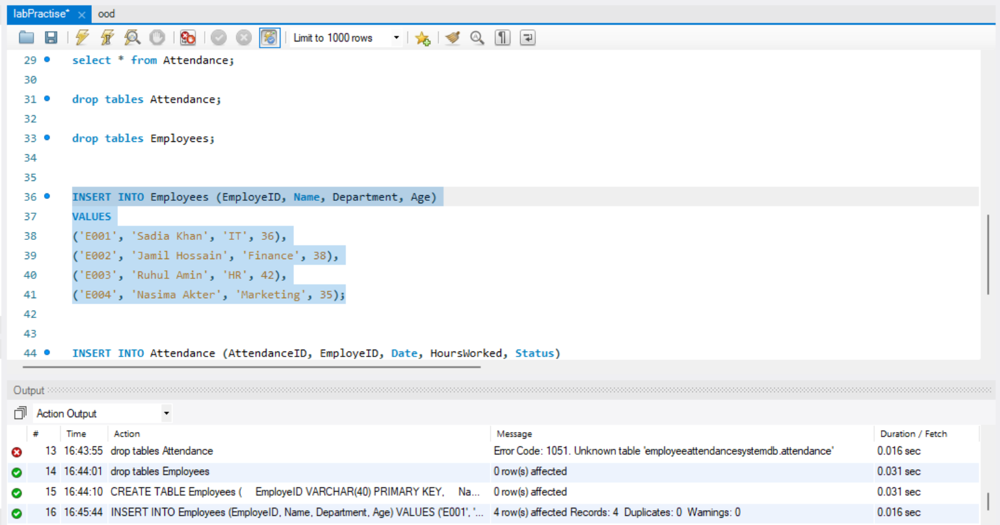 labPractise* × ood
Limit to 1000 rows
29 select * from Attendance;
30
31 drop tables Attendance;
32
33 drop tables Employees;
34
35
36 INSERT INTO Employees (EmployeID, Name, Department, Age)
37 VALUES
38 ('E001', 'Sadia Khan', 'IT', 36),
39 ('E002', 'Jamil Hossain', 'Finance', 38),
40 ('E003', 'Ruhul Amin', 'HR', 42),
41 ('E004', 'Nasima Akter', 'Marketing', 35);
42
43
44 INSERT INTO Attendance (AttendanceID, EmployeID, Date, HoursWorked, Status)
Output
Action Output
# Time Action Message Duration / Fetch
13 16:43:55 drop tables Attendance Error Code: 1051. Unknown table 'employeeattendancesystemdb.attendance' 0.016 sec
14 16:44:01 drop tables Employees 0 row(s) affected 0.031 sec
15 16:44:10 CREATE TABLE Employees ( EmployeID VARCHAR(40) PRIMARY KEY, Na... 0 row(s) affected 0.031 sec
16 16:45:44 INSERT INTO Employees (EmployeID, Name, Department, Age) VALUES ('E001', '... 4 row(s) affected Records: 4 Duplicates: 0 Warnings: 0 0.016 sec